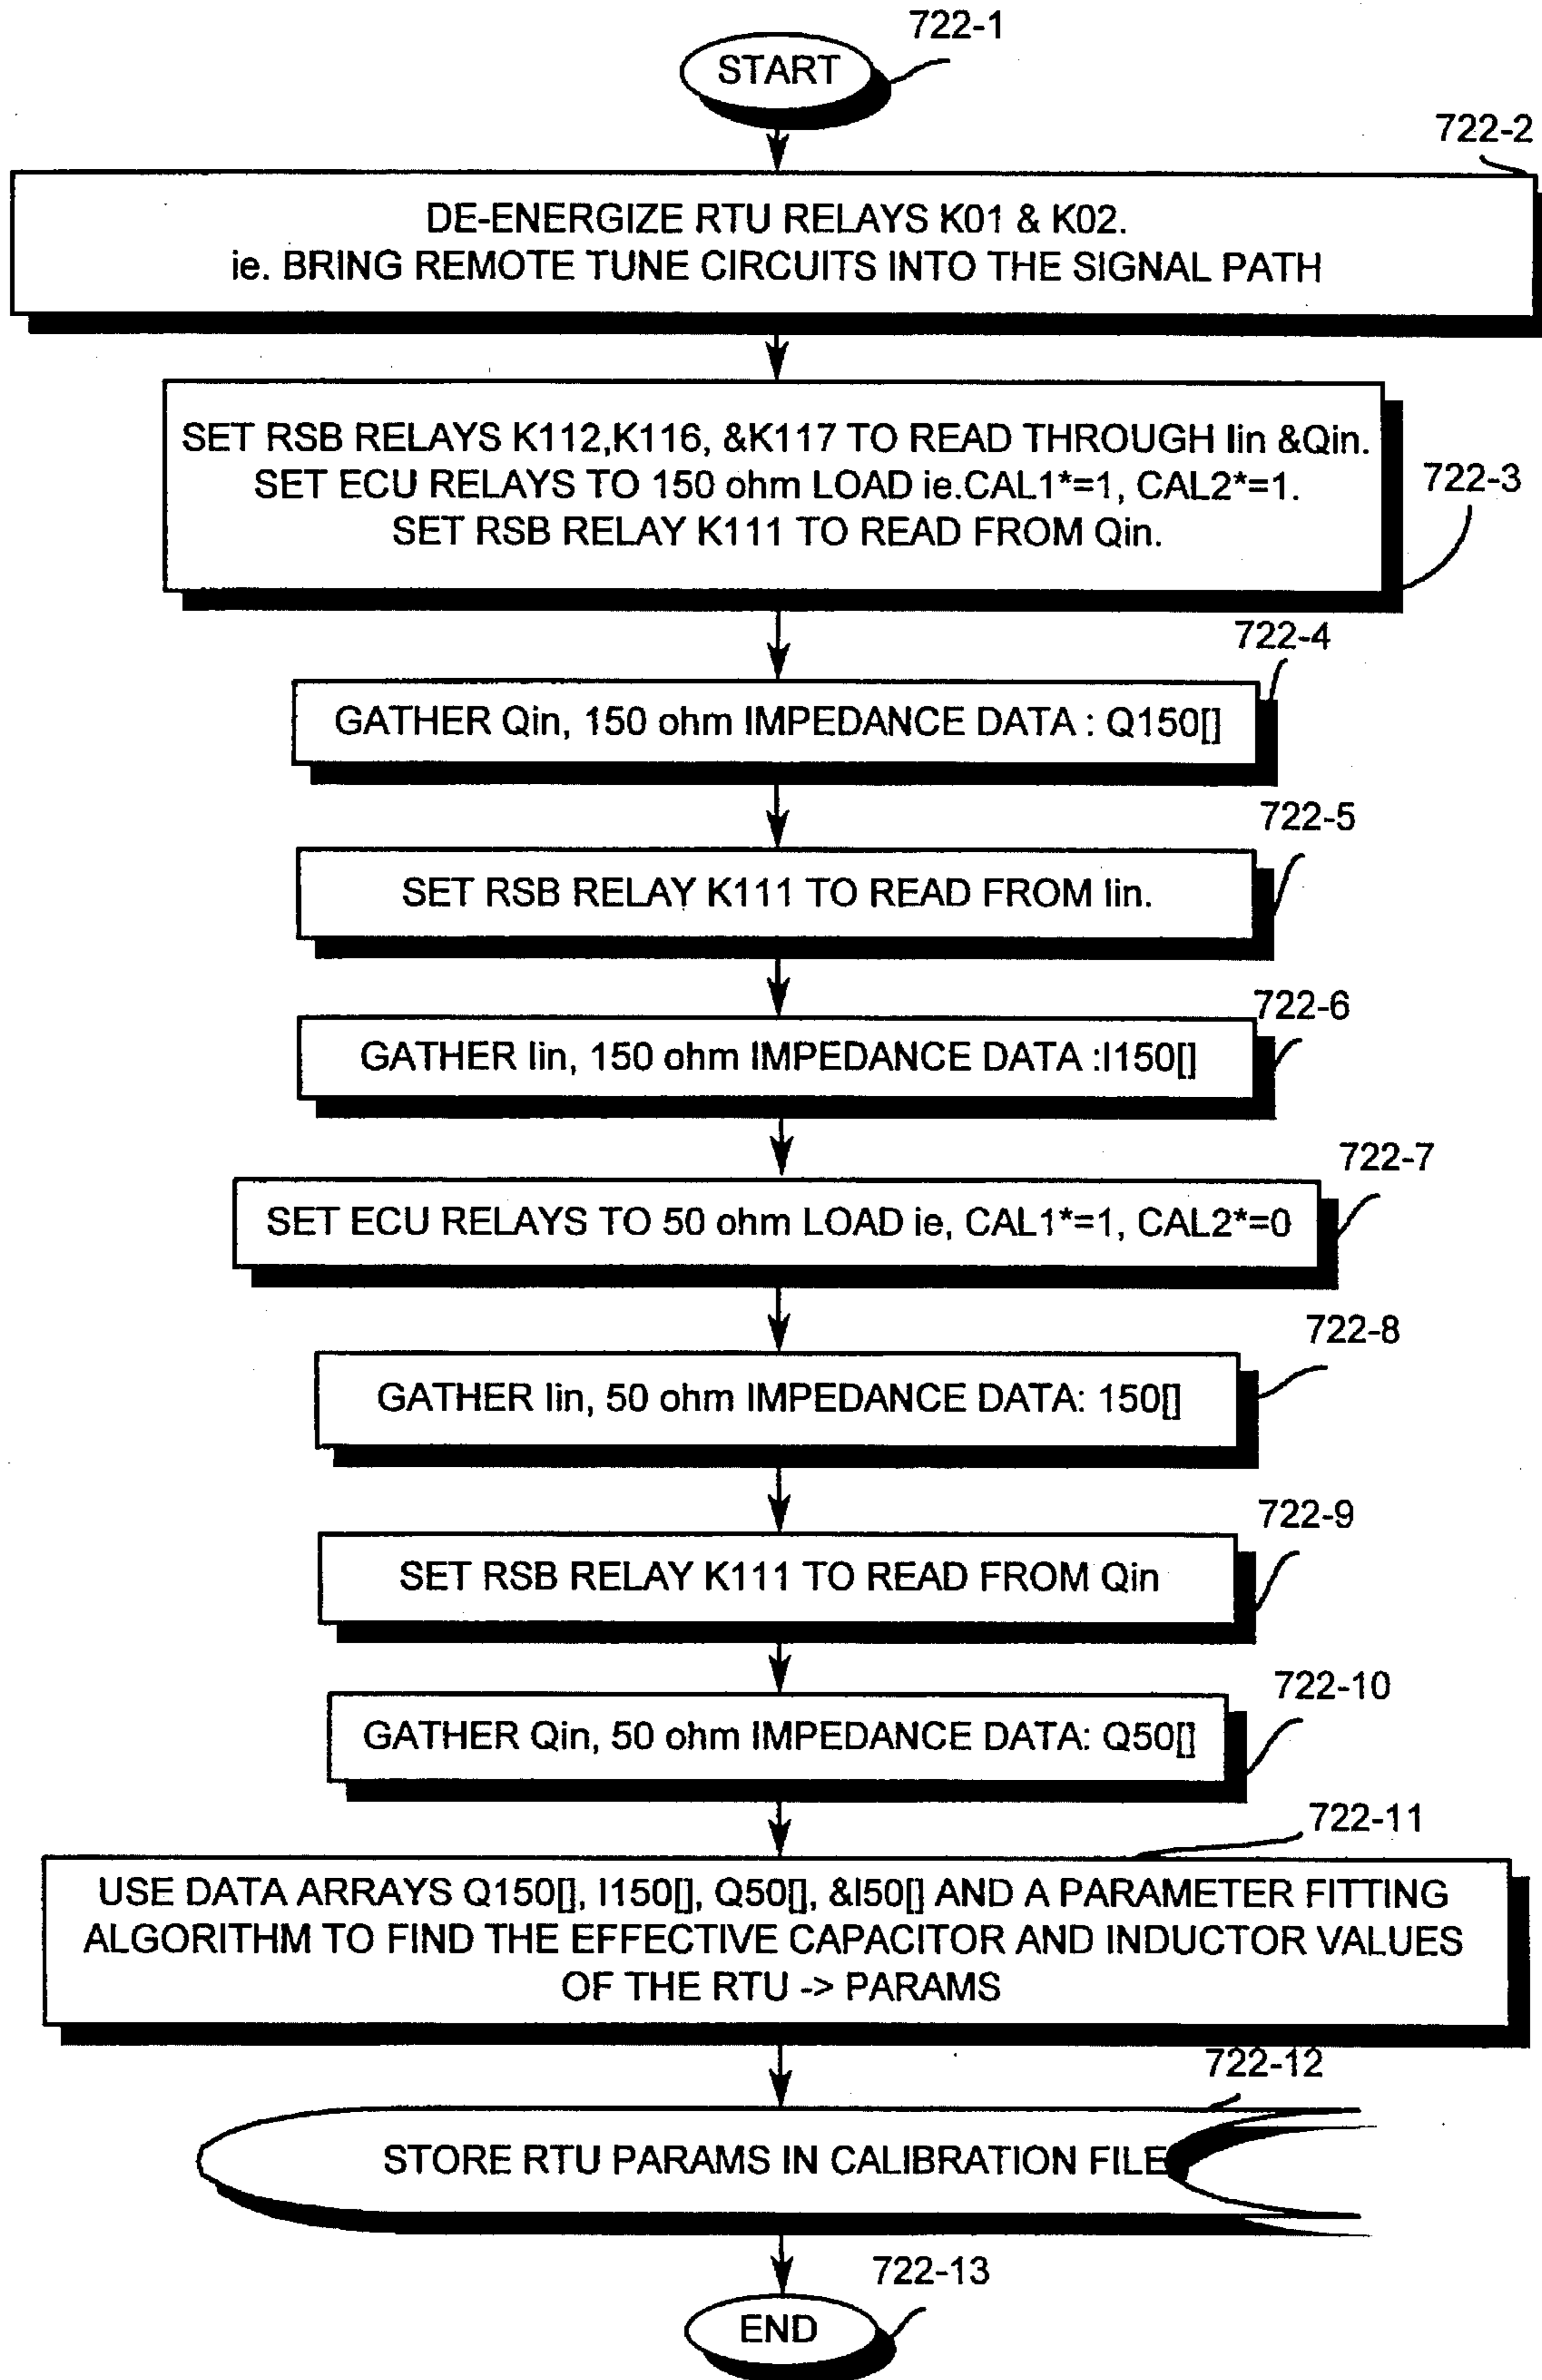 722-1
START
722-2
DE-ENERGIZE RTU RELAYS K01 & K02.
ie. BRING REMOTE TUNE CIRCUITS INTO THE SIGNAL PATH
SET RSB RELAYS K112,K116, &K117 TO READ THROUGH Iin &Qin.
SET ECU RELAYS TO 150 ohm LOAD ie.CAL1*=1, CAL2*=1.
SET RSB RELAY K111 TO READ FROM Qin.
722-3
722-4
GATHER Qin, 150 ohm IMPEDANCE DATA : Q150[]
722-5
SET RSB RELAY K111 TO READ FROM Iin.
722-6
GATHER Iin, 150 ohm IMPEDANCE DATA :I150[]
722-7
SET ECU RELAYS TO 50 ohm LOAD ie, CAL1*=1, CAL2*=0
722-8
GATHER Iin, 50 ohm IMPEDANCE DATA: 150[]
722-9
SET RSB RELAY K111 TO READ FROM Qin
722-10
GATHER Qin, 50 ohm IMPEDANCE DATA: Q50[]
722-11
USE DATA ARRAYS Q150[], I150[], Q50[], &I50[] AND A PARAMETER FITTING
ALGORITHM TO FIND THE EFFECTIVE CAPACITOR AND INDUCTOR VALUES
OF THE RTU -> PARAMS
722-12
STORE RTU PARAMS IN CALIBRATION FILE
722-13
END